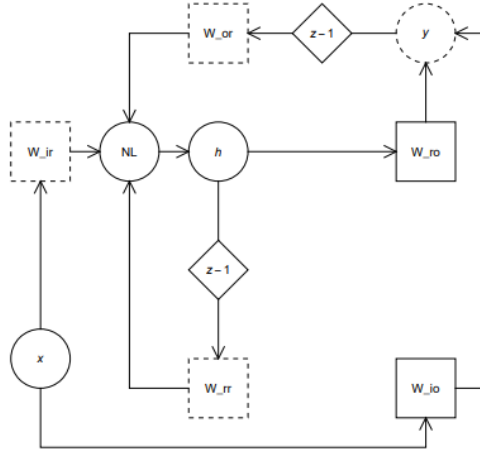 W_or
z – 1
y
W_ir
NL
h
W_ro
z – 1
x
W_rr
W_io